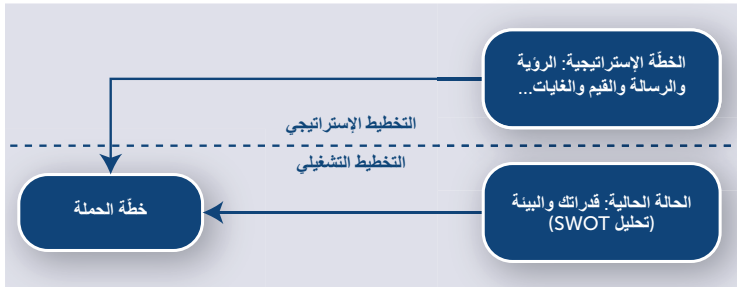 الخطّة الإستراتيجية: الرؤية
والرسالة والقيم والغايات...
التخطيط الإستراتيجي
التخطيط التشغيلي
الحالة الحالية: قدراتك والبيئة
(تحليل SWOT)
خطّة الحملة